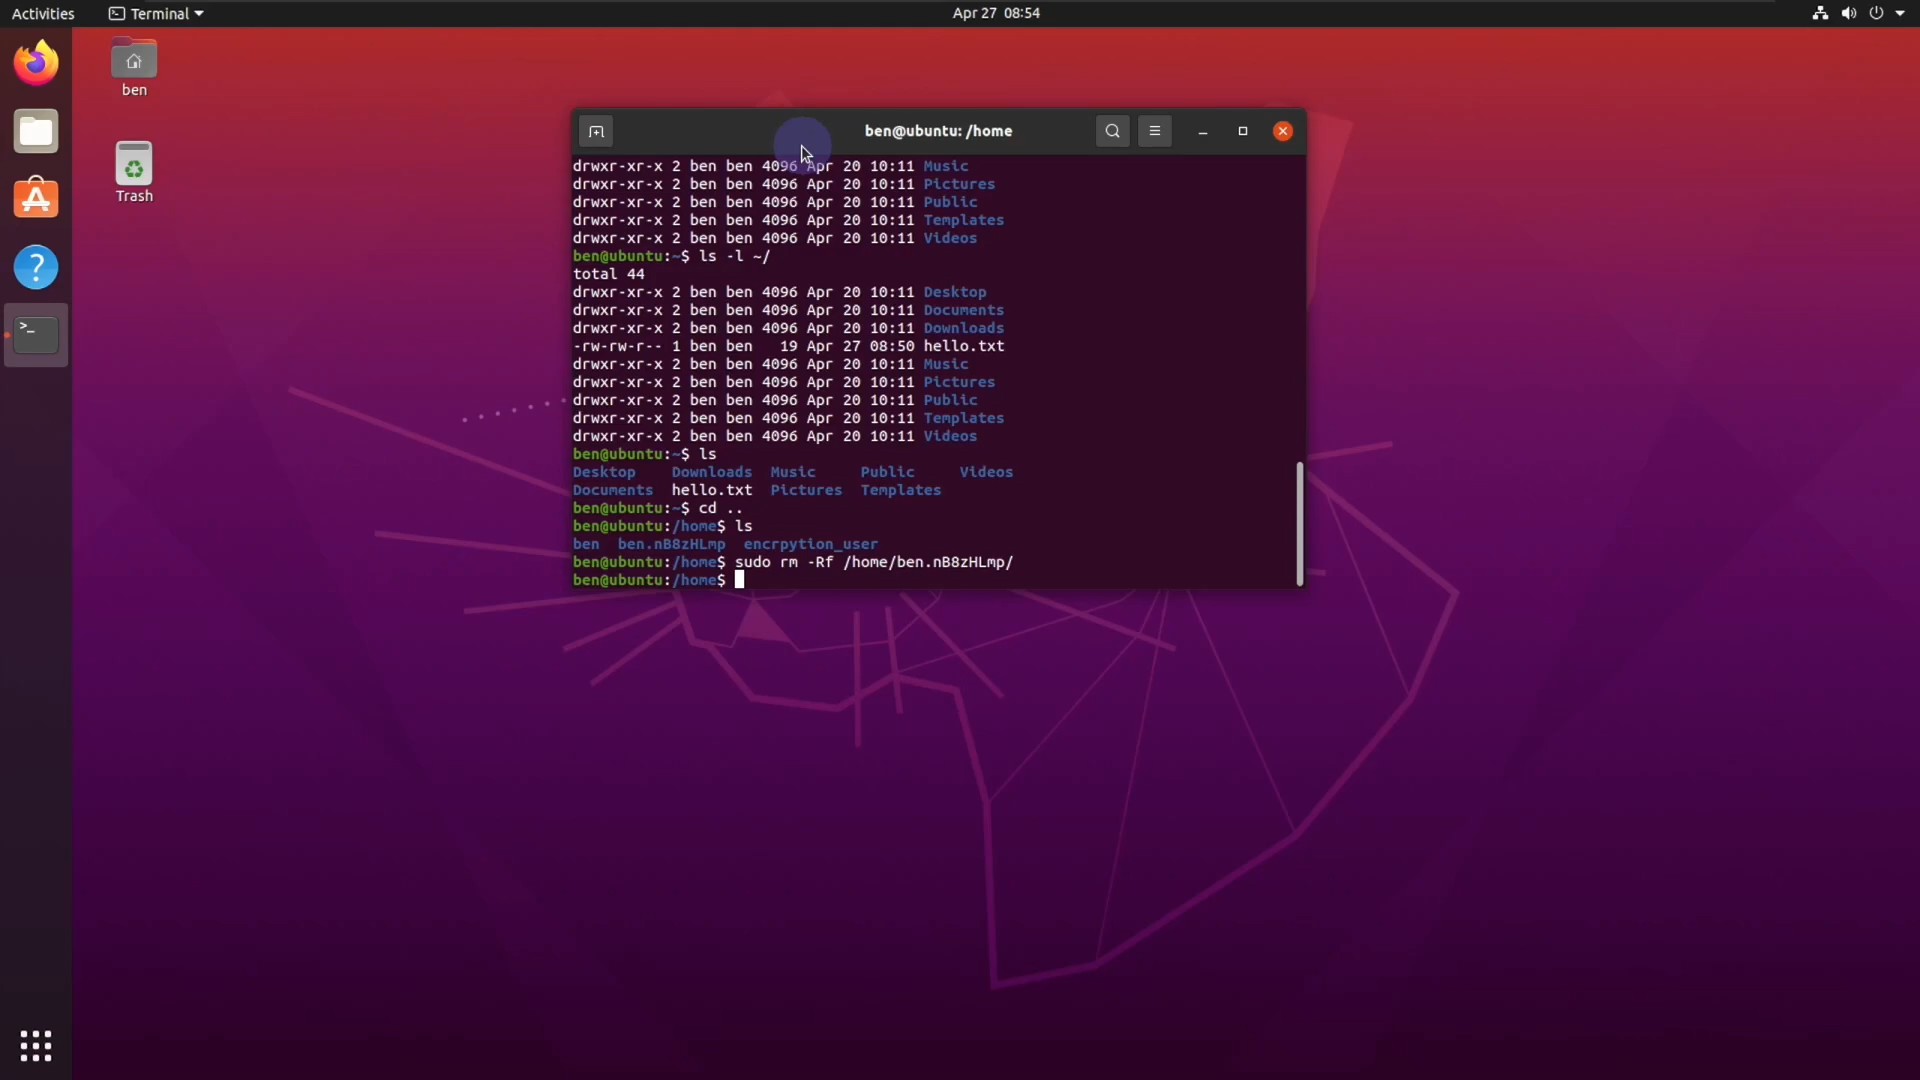 Activities Terminal Apr 27 08:54
ben
Trash
ben@ubuntu: /home
drwxr-xr-x 2 ben ben 4096 Apr 20 10:11 Music
drwxr-xr-x 2 ben ben 4096 Apr 20 10:11 Pictures
drwxr-xr-x 2 ben ben 4096 Apr 20 10:11 Public
drwxr-xr-x 2 ben ben 4096 Apr 20 10:11 Templates
drwxr-xr-x 2 ben ben 4096 Apr 20 10:11 Videos
ben@ubuntu:~$ ls -l ~/
total 44
drwxr-xr-x 2 ben ben 4096 Apr 20 10:11 Desktop
drwxr-xr-x 2 ben ben 4096 Apr 20 10:11 Documents
drwxr-xr-x 2 ben ben 4096 Apr 20 10:11 Downloads
-rw-rw-r-- 1 ben ben   19 Apr 27 08:50 hello.txt
drwxr-xr-x 2 ben ben 4096 Apr 20 10:11 Music
drwxr-xr-x 2 ben ben 4096 Apr 20 10:11 Pictures
drwxr-xr-x 2 ben ben 4096 Apr 20 10:11 Public
drwxr-xr-x 2 ben ben 4096 Apr 20 10:11 Templates
drwxr-xr-x 2 ben ben 4096 Apr 20 10:11 Videos
ben@ubuntu:~$ ls
Desktop    Downloads  Music     Public     Videos
Documents  hello.txt  Pictures  Templates
ben@ubuntu:~$ cd ..
ben@ubuntu:/home$ ls
ben  ben.nB8zHLmp  encrpytion_user
ben@ubuntu:/home$ sudo rm -Rf /home/ben.nB8zHLmp/
ben@ubuntu:/home$